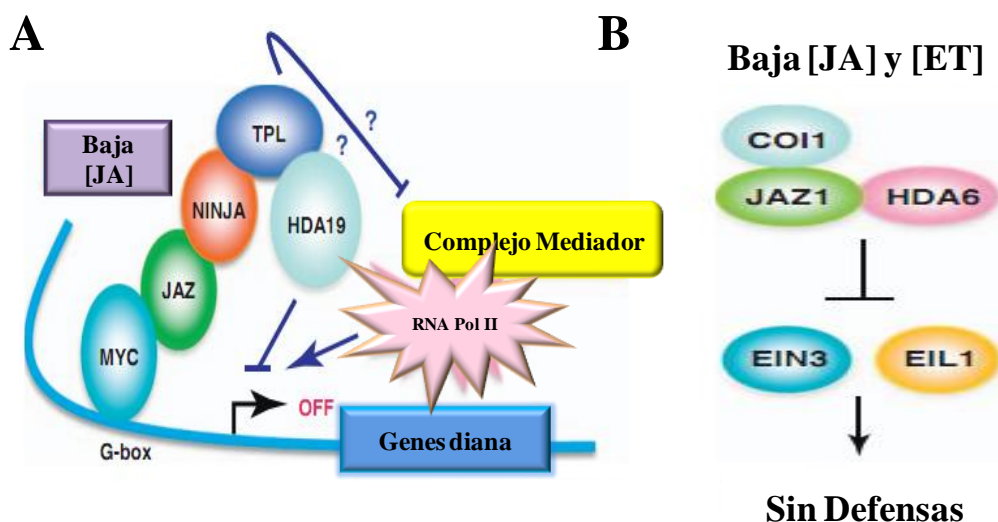 A
TPL
?
?
Baja
[JA]
NINJA
HDA19
Complejo Mediador
JAZ
RNA Pol II
MYC
OFF
G-box
Genes diana
B
Baja [JA] y [ET]
COI1
JAZ1
HDA6
EIN3
EIL1
Sin Defensas